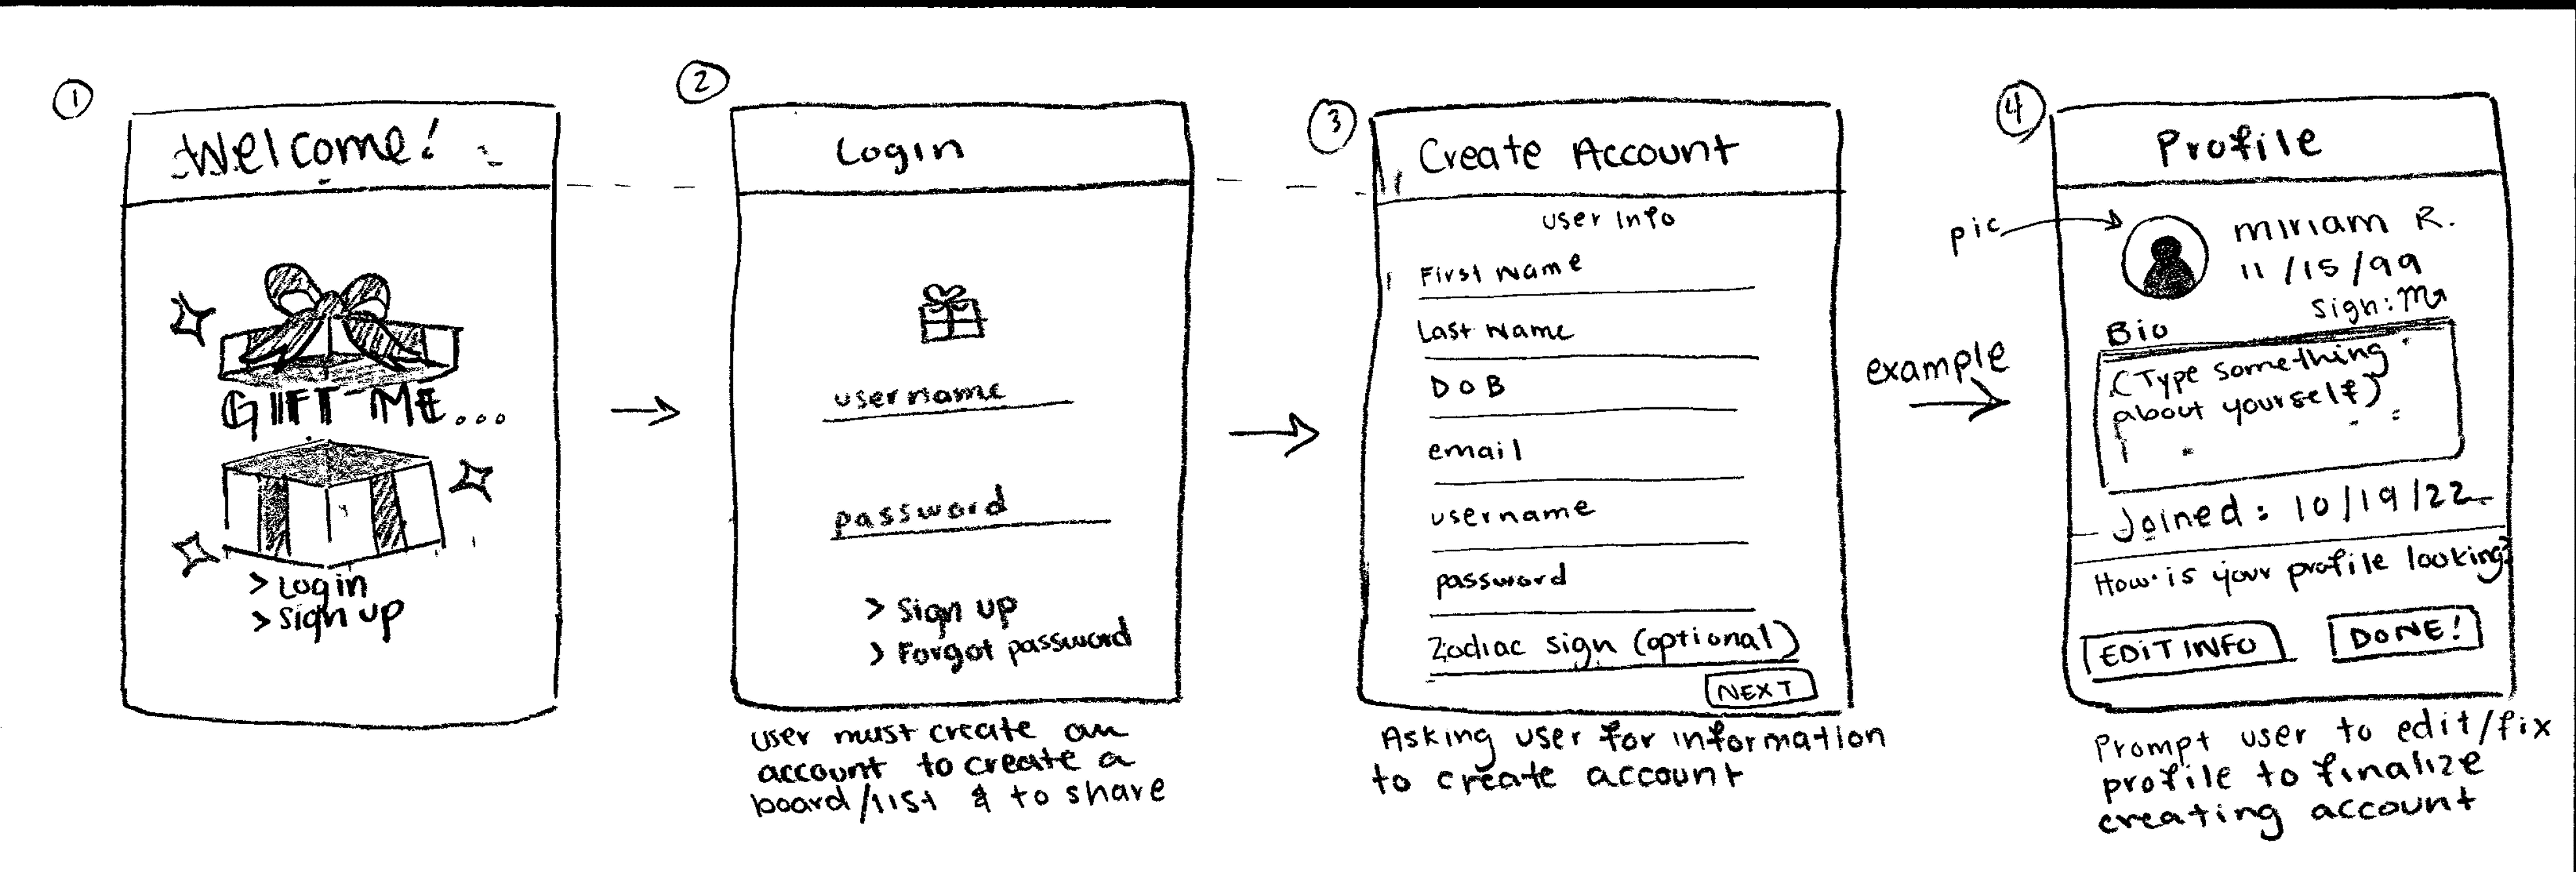 1
Welcome!
GIFT ME...
> Login
> Sign up
2
Login
username
password
> Sign up
> Forgot password
user must create an
account to create a
board/list & to share
3
Create Account
User Info
First Name
Last Name
DOB
email
username
password
Zodiac sign (optional)
NEXT
Asking user for information
to create account
example
4
Profile
pic
Miriam R.
11/15/99
Sign: ♏
Bio
(Type something
about yourself)
Joined: 10/19/22
How is your profile looking?
EDIT INFO
DONE!
Prompt user to edit/fix
profile to finalize
creating account